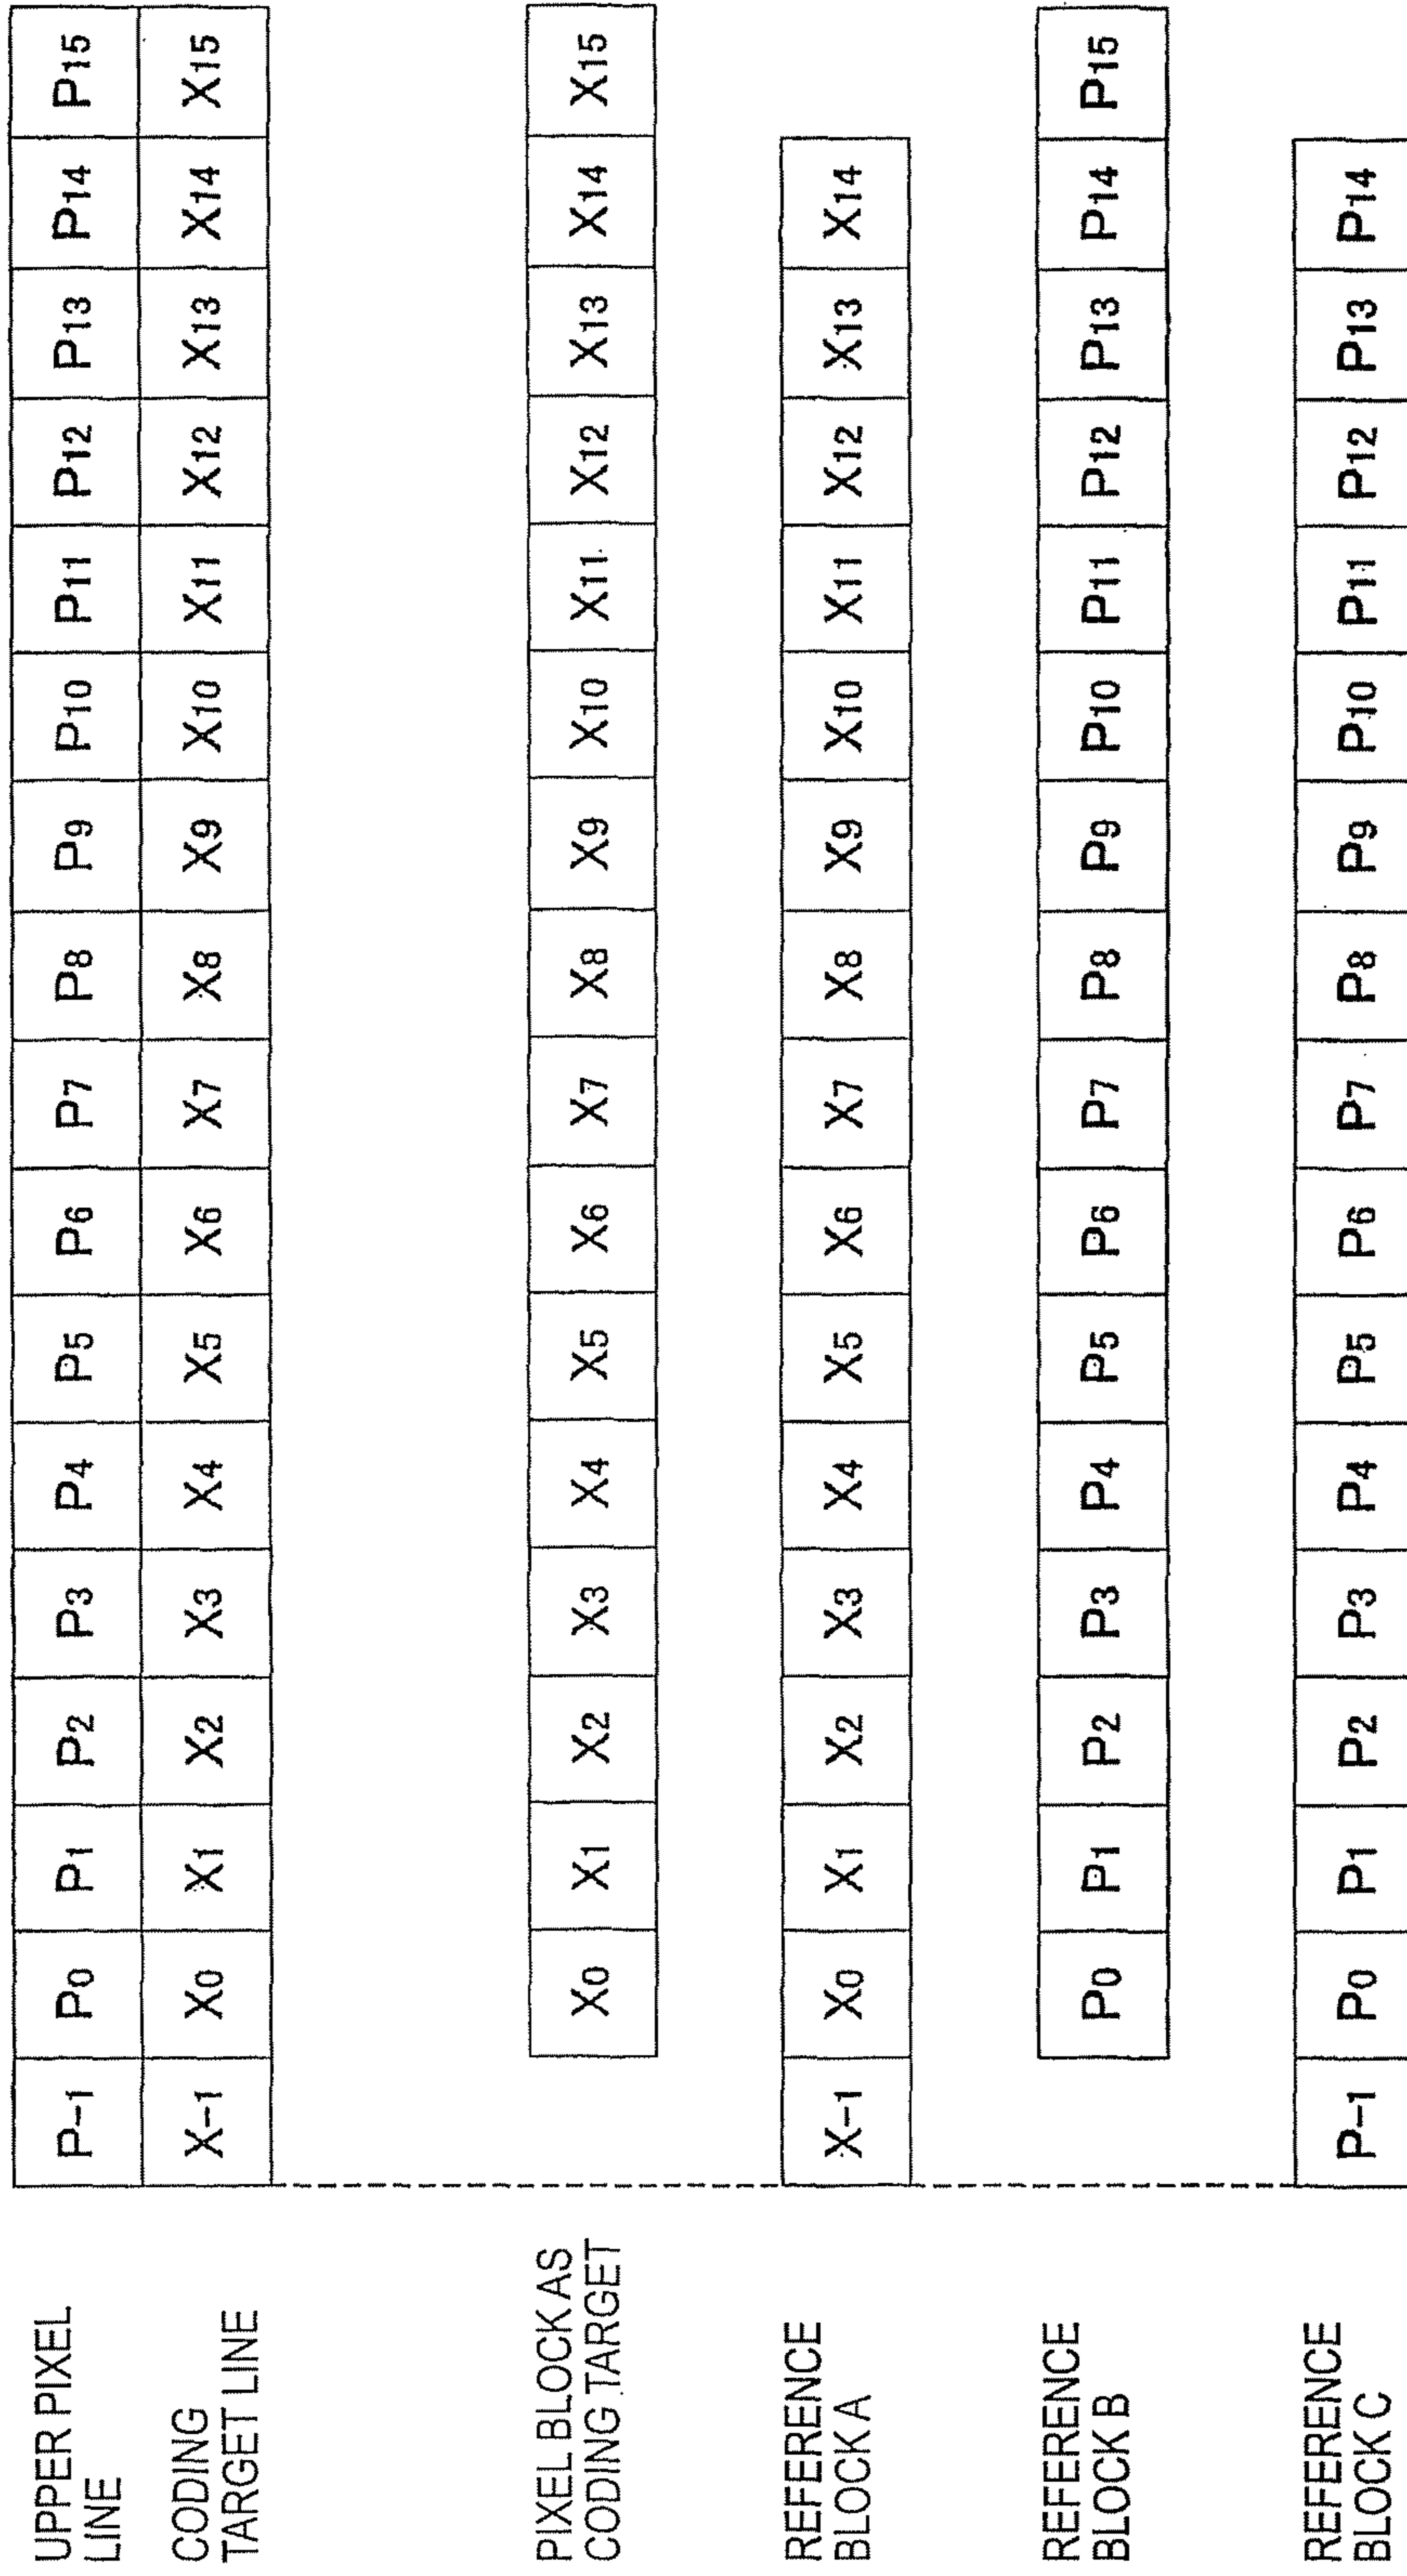 UPPER PIXEL
LINE
P-1 P0 P1 P2 P3 P4 P5 P6 P7 P8 P9 P10 P11 P12 P13 P14 P15
CODING
TARGET LINE
X-1 X0 X1 X2 X3 X4 X5 X6 X7 X8 X9 X10 X11 X12 X13 X14 X15
PIXEL BLOCK AS
CODING TARGET
X0 X1 X2 X3 X4 X5 X6 X7 X8 X9 X10 X11 X12 X13 X14 X15
REFERENCE
BLOCK A
X-1 X0 X1 X2 X3 X4 X5 X6 X7 X8 X9 X10 X11 X12 X13 X14
REFERENCE
BLOCK B
P0 P1 P2 P3 P4 P5 P6 P7 P8 P9 P10 P11 P12 P13 P14 P15
REFERENCE
BLOCK C
P-1 P0 P1 P2 P3 P4 P5 P6 P7 P8 P9 P10 P11 P12 P13 P14